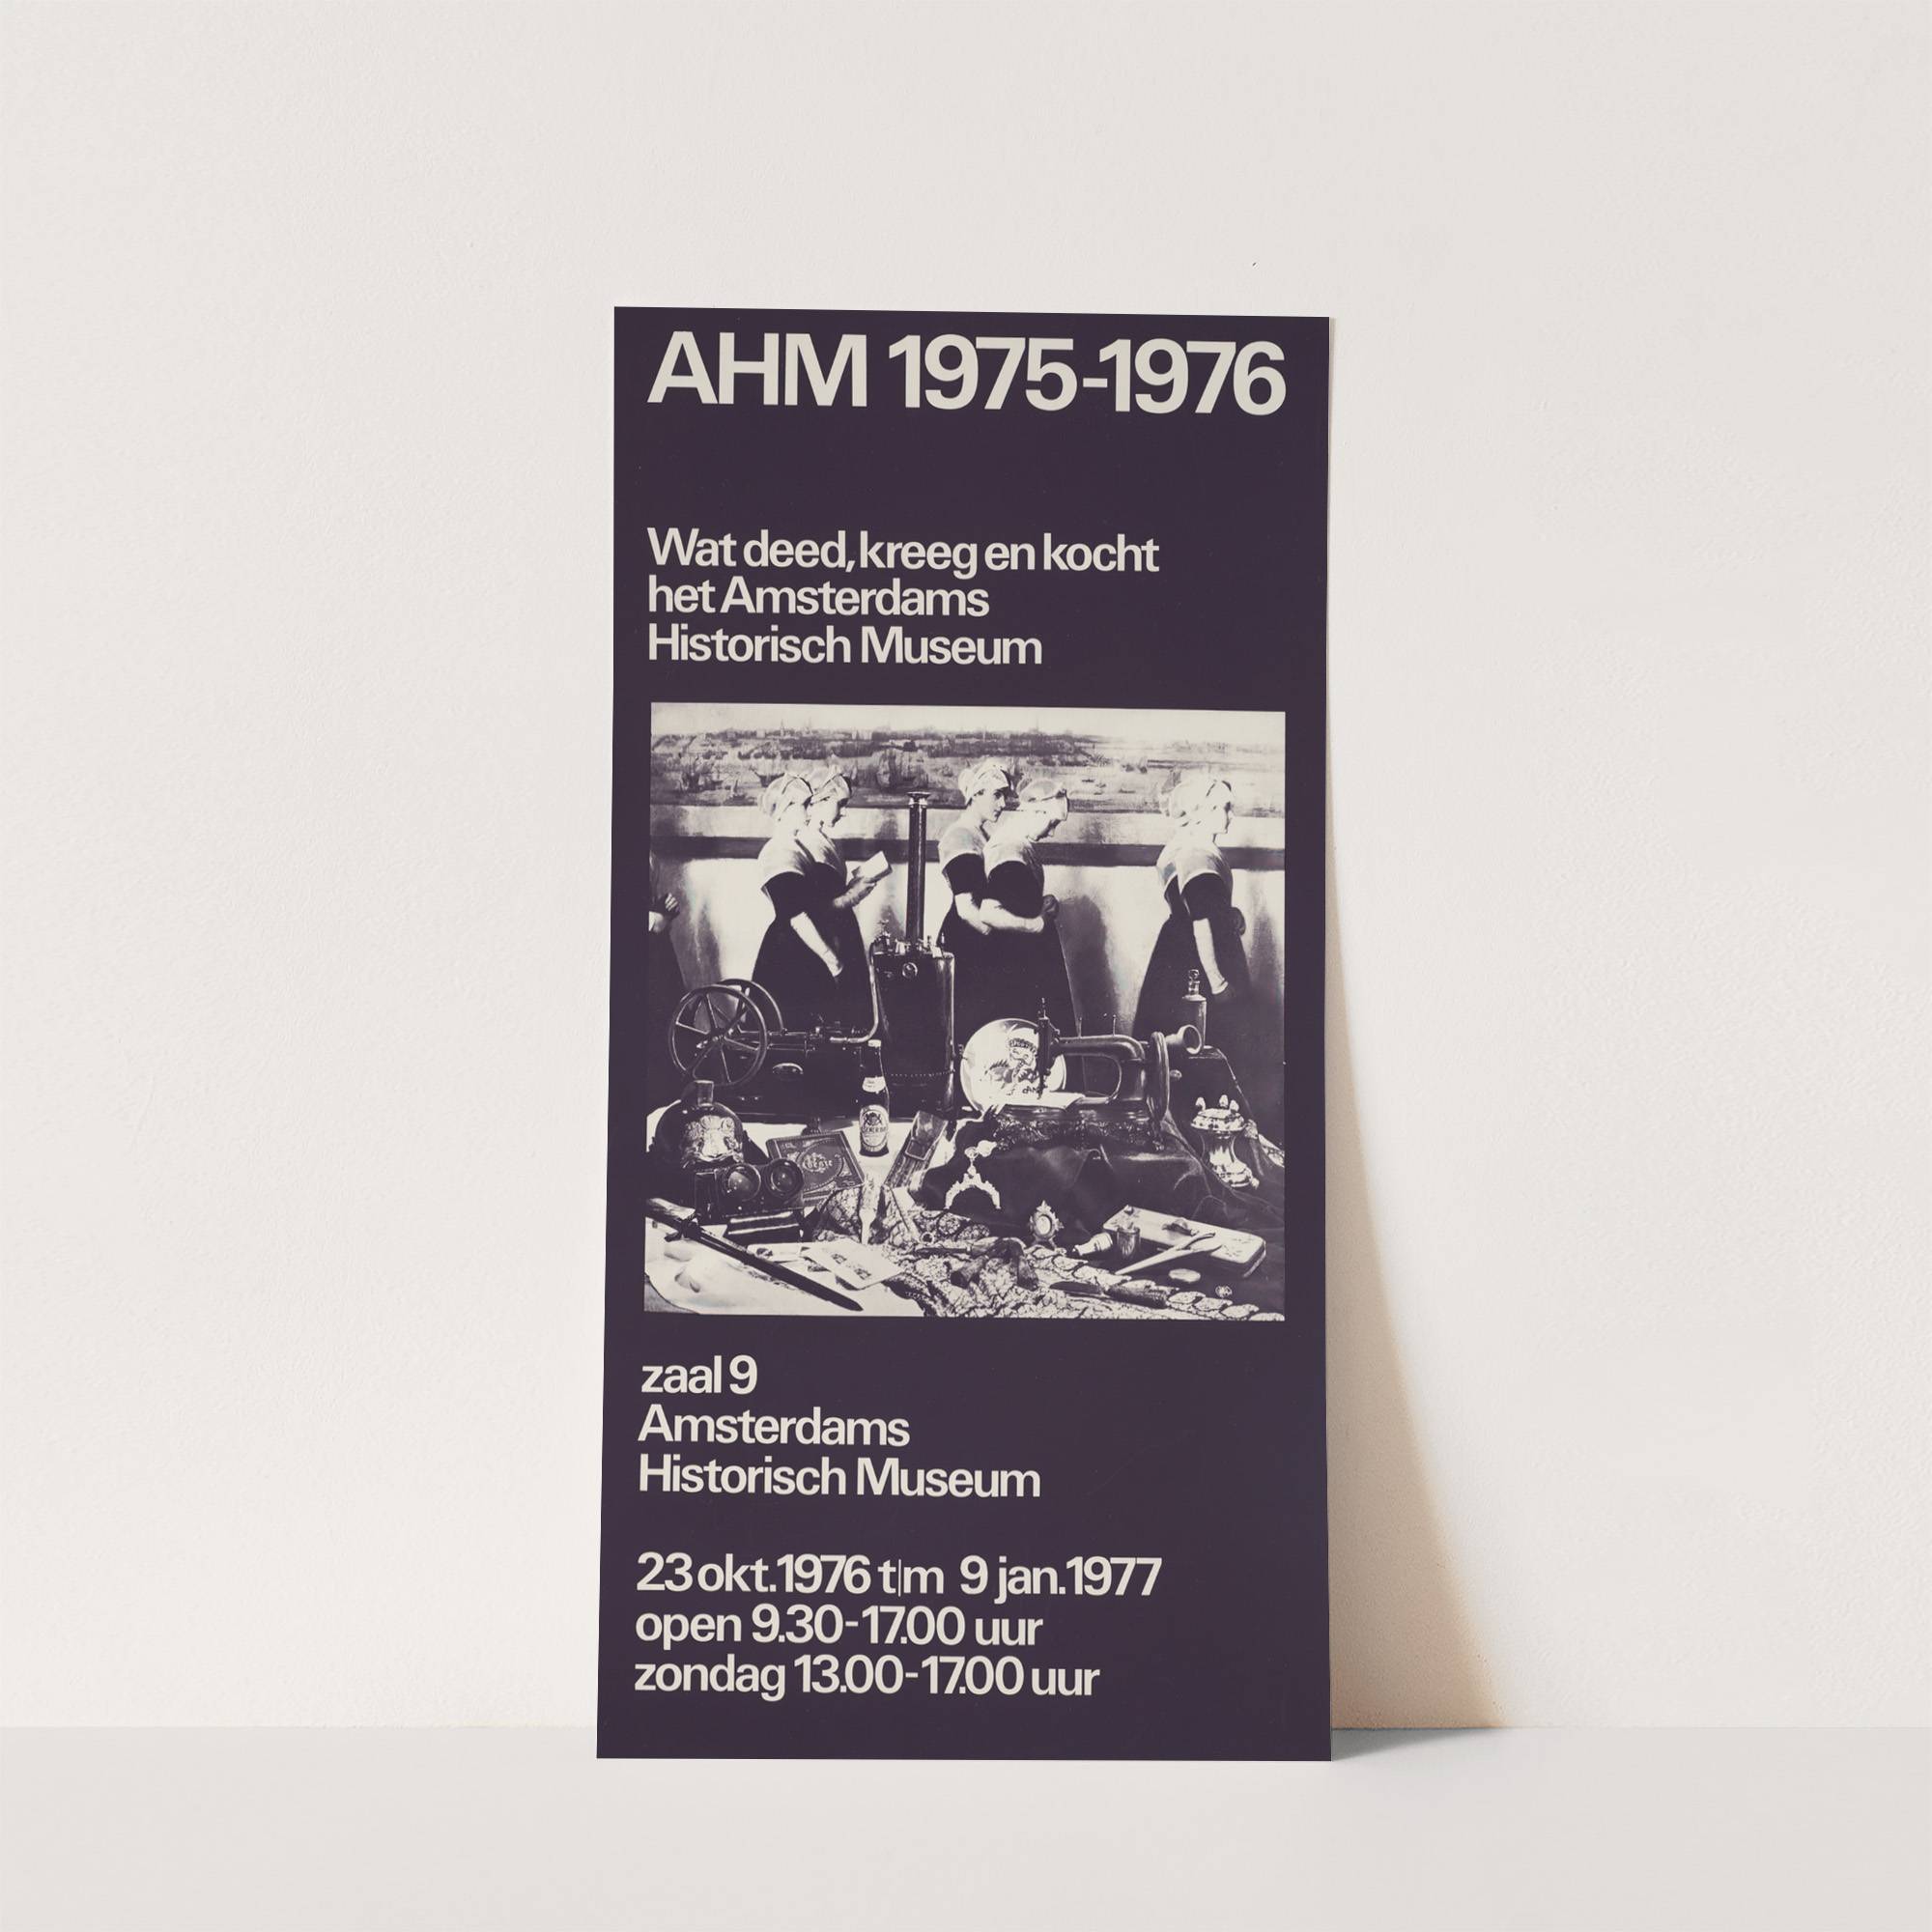 AHM 1975-1976
Wat deed, kreeg en kocht
het Amsterdams
Historisch Museum
zaal 9
Amsterdams
Historisch Museum
23 okt. 1976 t|m 9 jan. 1977
open 9.30-17.00 uur
zondag 13.00-17.00 uur